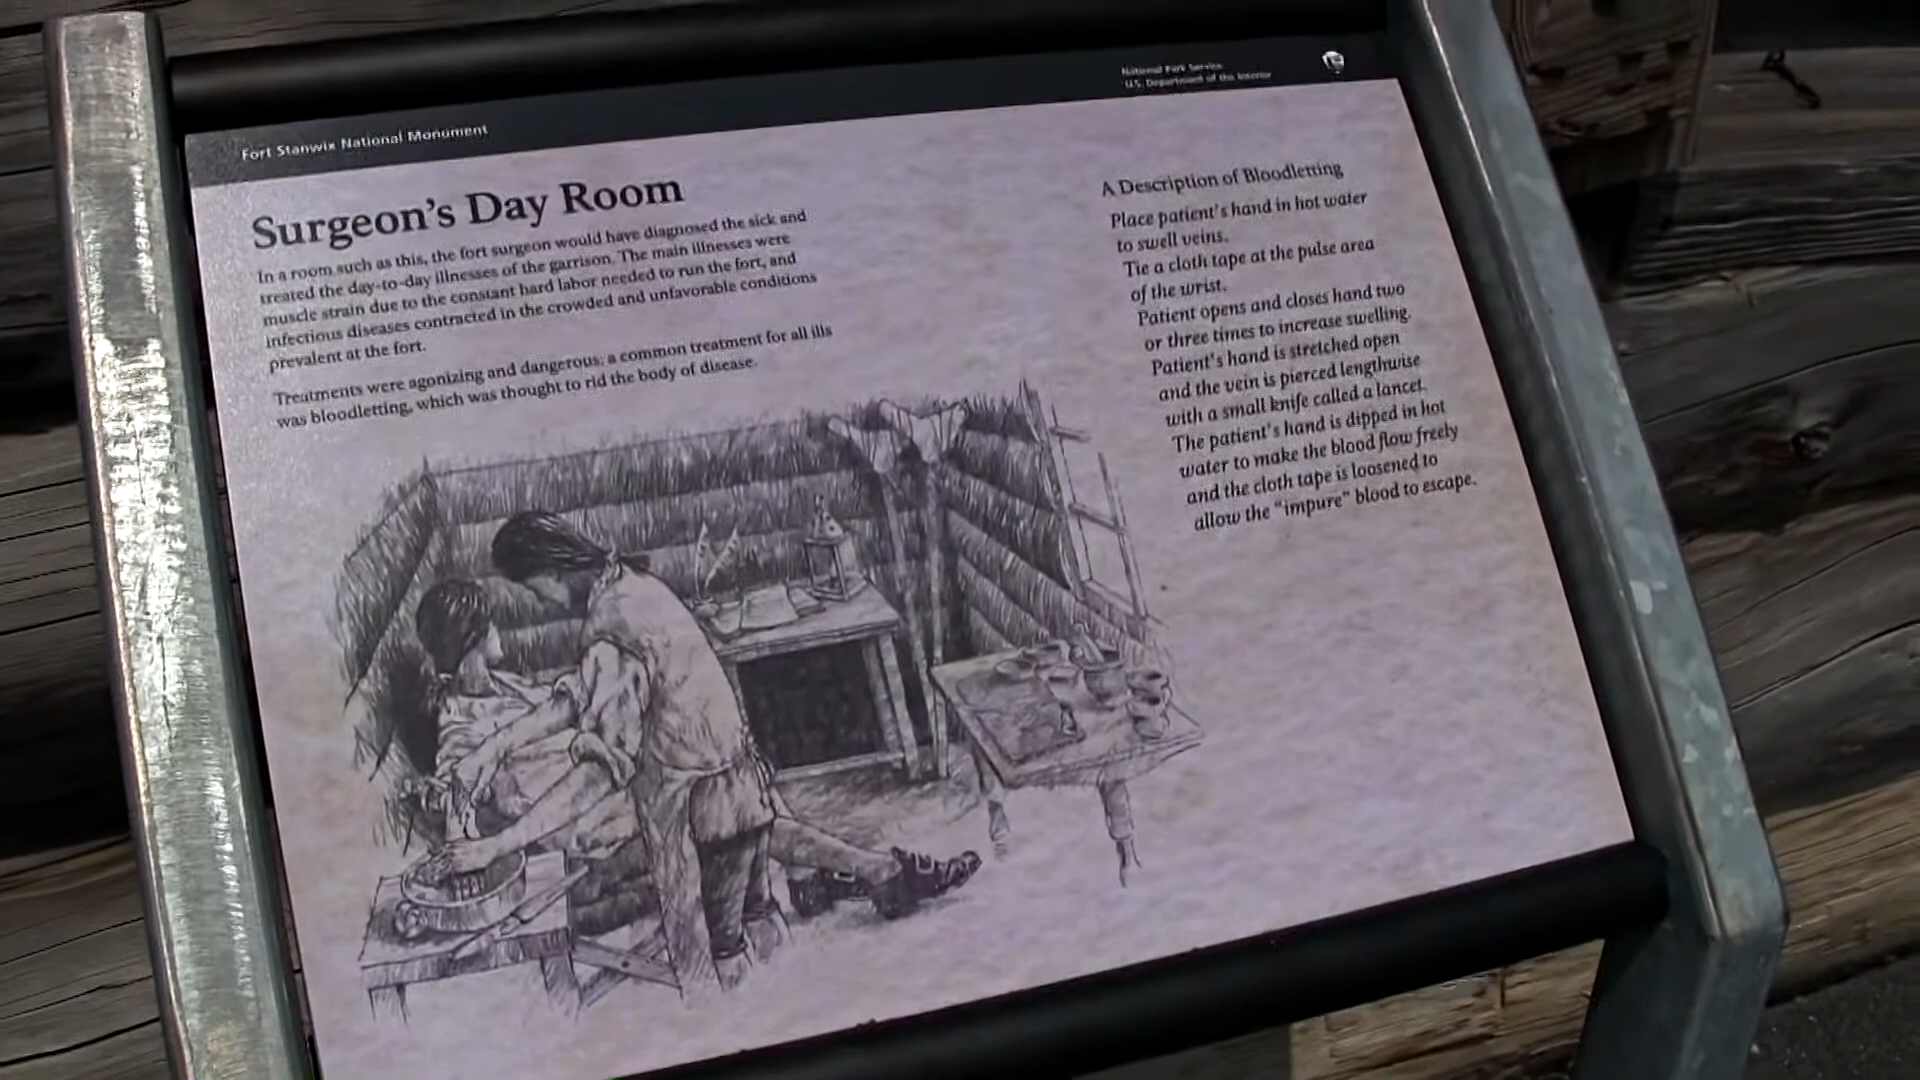 National Park Service
U.S. Department of the Interior
Fort Stanwix National Monument
Surgeon's Day Room
In a room such as this, the fort surgeon would have diagnosed the sick and
treated the day-to-day illnesses of the garrison. The main illnesses were
muscle strain due to the constant hard labor needed to run the fort, and
infectious diseases contracted in the crowded and unfavorable conditions
prevalent at the fort.
Treatments were agonizing and dangerous; a common treatment for all ills
was bloodletting, which was thought to rid the body of disease.
A Description of Bloodletting
Place patient's hand in hot water
to swell veins.
Tie a cloth tape at the pulse area
of the wrist.
Patient opens and closes hand two
or three times to increase swelling.
Patient's hand is stretched open
and the vein is pierced lengthwise
with a small knife called a lancet.
The patient's hand is dipped in hot
water to make the blood flow freely
and the cloth tape is loosened to
allow the "impure" blood to escape.